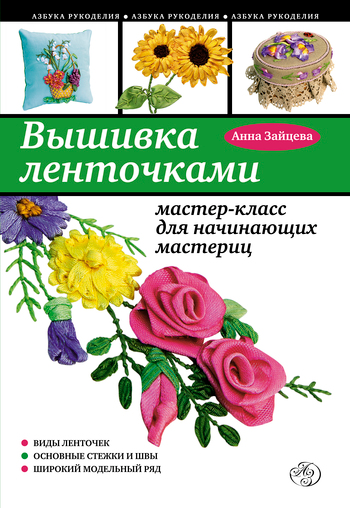 АЗБУКА РУКОДЕЛИЯ • АЗБУКА РУКОДЕЛИЯ • АЗБУКА РУКОДЕЛИЯ
Вышивка
Анна Зайцева
ленточками
мастер-класс
для начинающих
мастериц
• ВИДЫ ЛЕНТОЧЕК
• ОСНОВНЫЕ СТЕЖКИ И ШВЫ
• ШИРОКИЙ МОДЕЛЬНЫЙ РЯД
АЗ